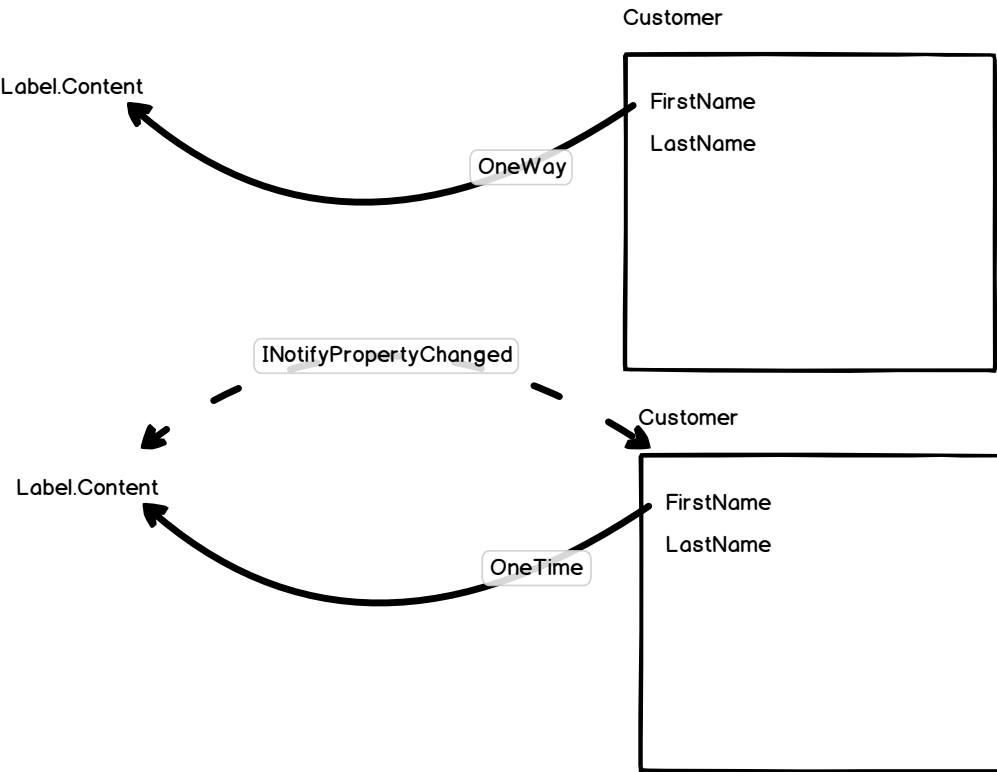 Customer
Label.Content
FirstName
LastName
OneWay
INotifyPropertyChanged
Customer
Label.Content
FirstName
LastName
OneTime